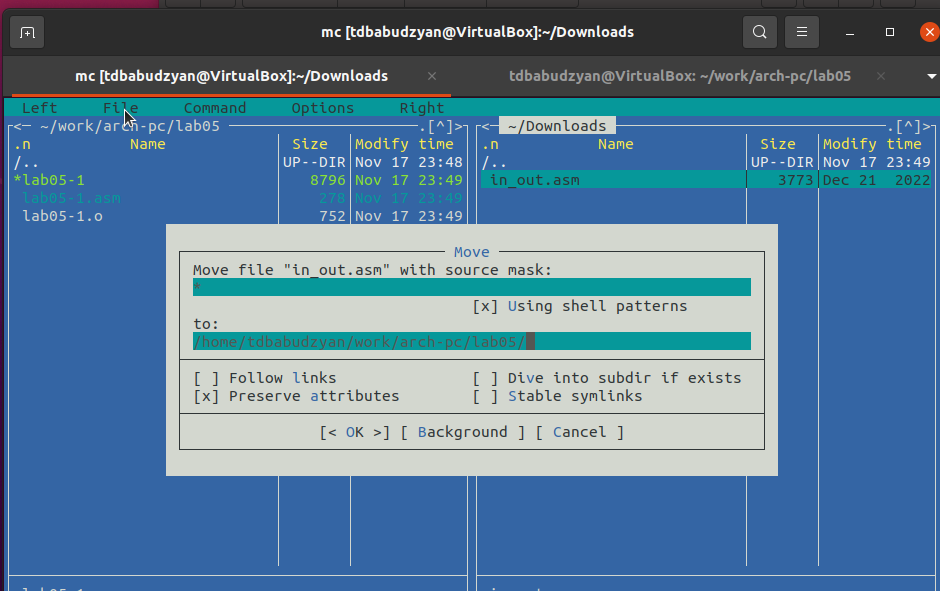 mc [tdbabudzyan@VirtualBox]:~/Downloads
mc [tdbabudzyan@VirtualBox]:~/Downloads × tdbabudzyan@VirtualBox: ~/work/arch-pc/lab05 ×
Left File Command Options Right
<─ ~/work/arch-pc/lab05 ─.[^]> <─ ~/Downloads ─.[^]>
.n Name Size Modify time .n Name Size Modify time
/.. UP--DIR Nov 17 23:48 /.. UP--DIR Nov 17 23:49
*lab05-1 8796 Nov 17 23:49 in_out.asm 3773 Dec 21 2022
lab05-1.asm 278 Nov 17 23:49
lab05-1.o 752 Nov 17 23:49
Move
Move file "in_out.asm" with source mask:
*
[x] Using shell patterns
to:
/home/tdbabudzyan/work/arch-pc/lab05/
[ ] Follow links [ ] Dive into subdir if exists
[x] Preserve attributes [ ] Stable symlinks
[< OK >] [ Background ] [ Cancel ]